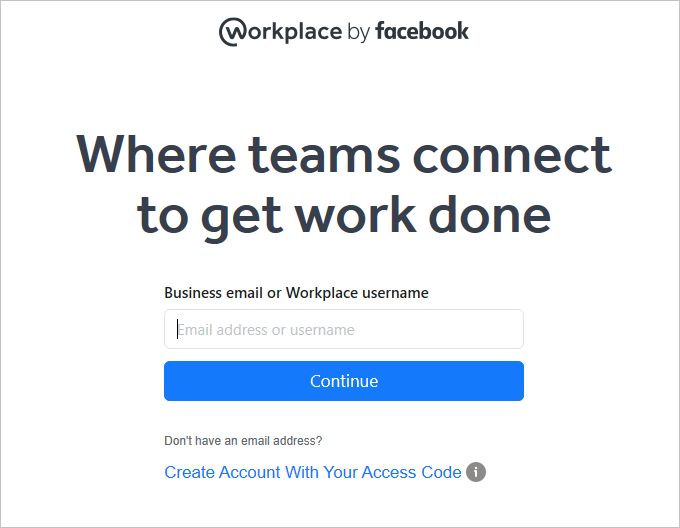 Workplace by facebook
Where teams connect
to get work done
Business email or Workplace username
Email address or username
Continue
Don't have an email address?
Create Account With Your Access Code i